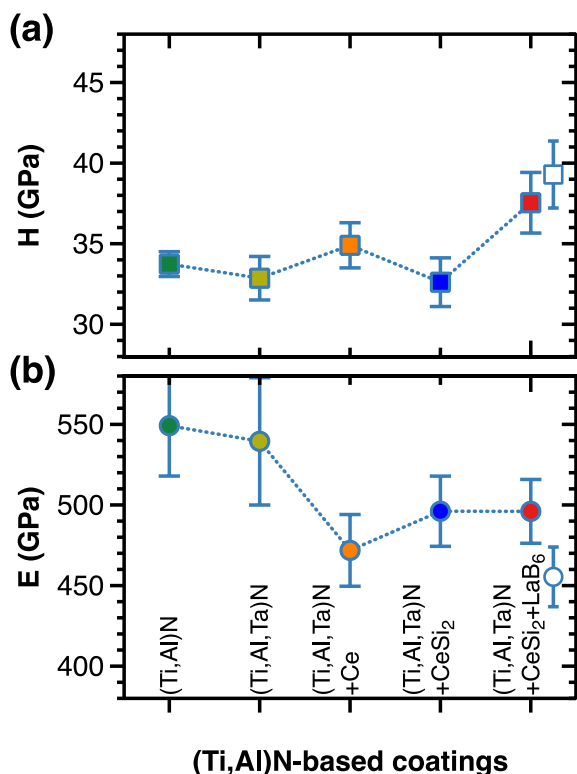 (a)
45
40
35
30
H (GPa)
(b)
550
500
450
400
E (GPa)
(Ti,Al)N
(Ti,Al,Ta)N
(Ti,Al,Ta)N
+Ce
(Ti,Al,Ta)N
+CeSi₂
(Ti,Al,Ta)N
+CeSi₂+LaB₆
(Ti,Al)N-based coatings